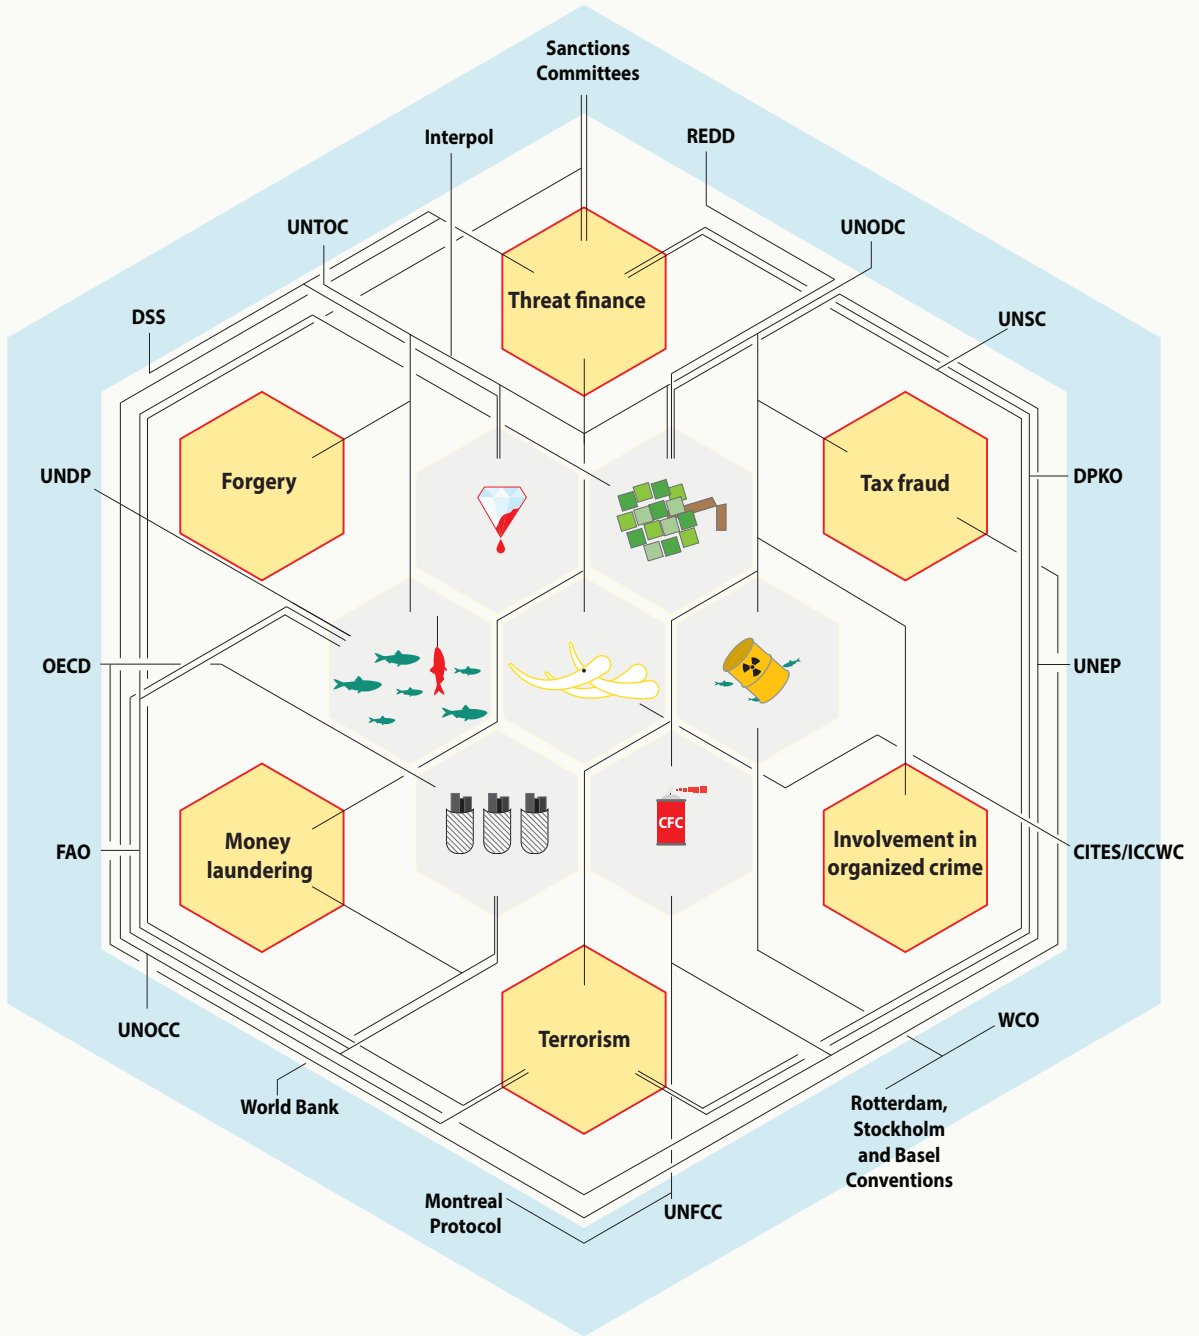 Sanctions
Committees
Interpol
REDD
UNTOC
UNODC
DSS
UNSC
Threat finance
Forgery
Tax fraud
UNDP
DPKO
OECD
UNEP
CFC
Money
laundering
Involvement in
organized crime
FAO
CITES/ICCWC
UNOCC
Terrorism
WCO
World Bank
Rotterdam,
Stockholm
and Basel
Conventions
Montreal
Protocol
UNFCC